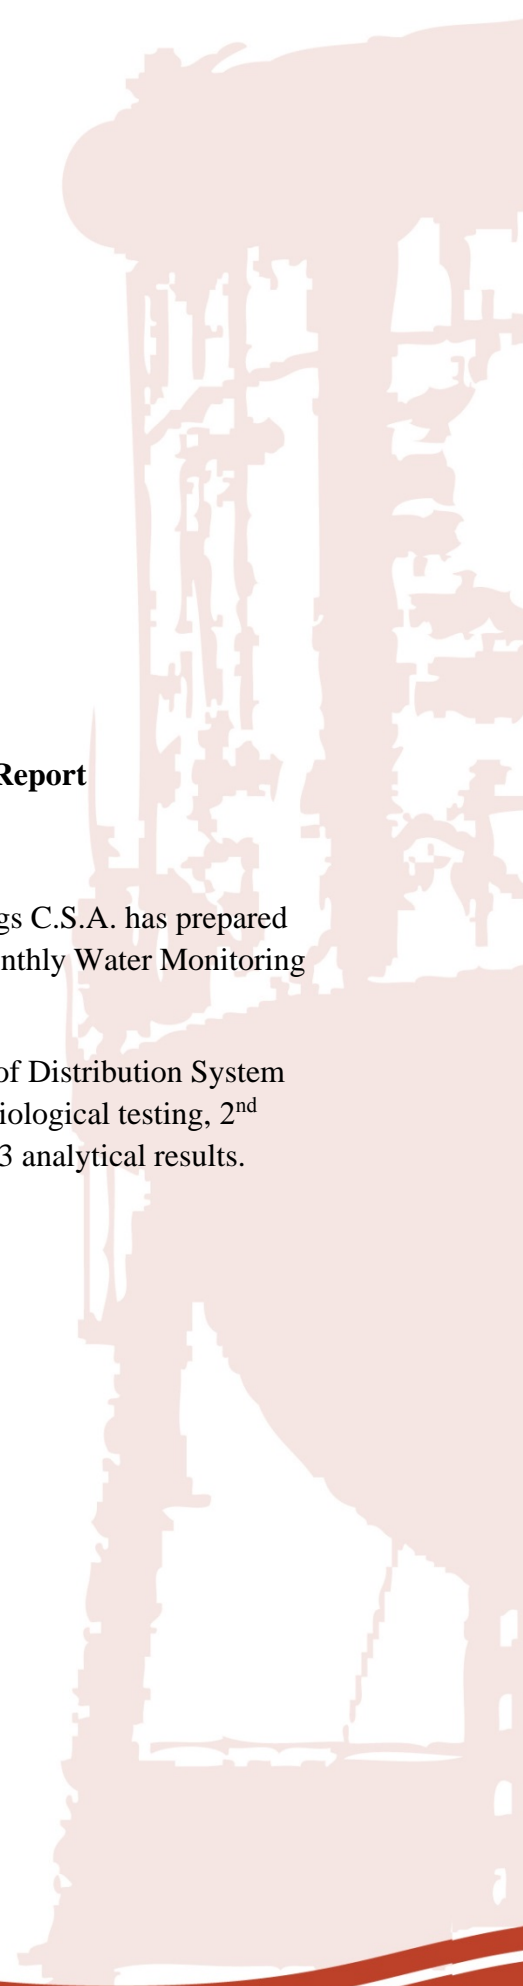 Report
gs C.S.A. has prepared
nthly Water Monitoring
of Distribution System
iological testing, 2nd
3 analytical results.